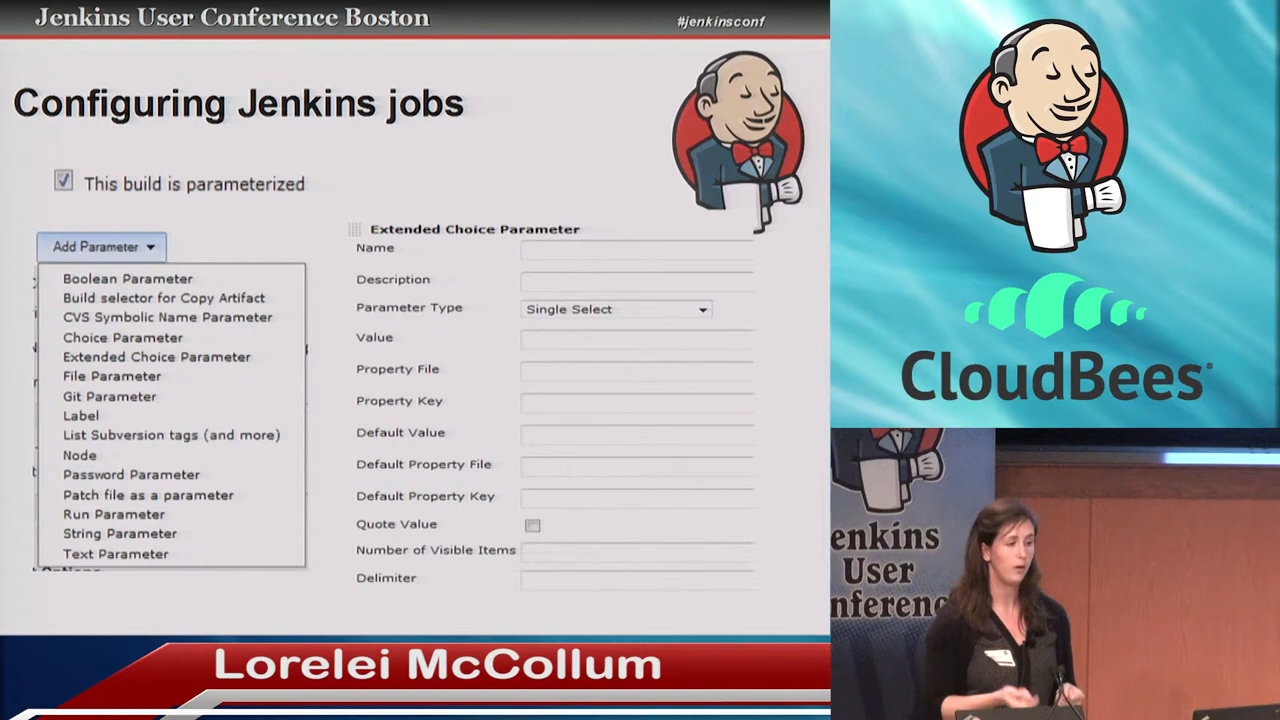 Jenkins User Conference Boston
#jenkinsconf
Configuring Jenkins jobs
This build is parameterized
Add Parameter
Boolean Parameter
Build selector for Copy Artifact
CVS Symbolic Name Parameter
Choice Parameter
Extended Choice Parameter
File Parameter
Git Parameter
Label
List Subversion tags (and more)
Node
Password Parameter
Patch file as a parameter
Run Parameter
String Parameter
Text Parameter
Extended Choice Parameter
Name
Description
Parameter Type
Single Select
Value
Property File
Property Key
Default Value
Default Property File
Default Property Key
Quote Value
Number of Visible Items
Delimiter
Lorelei McCollum
CloudBees
enkins
User
nferenc